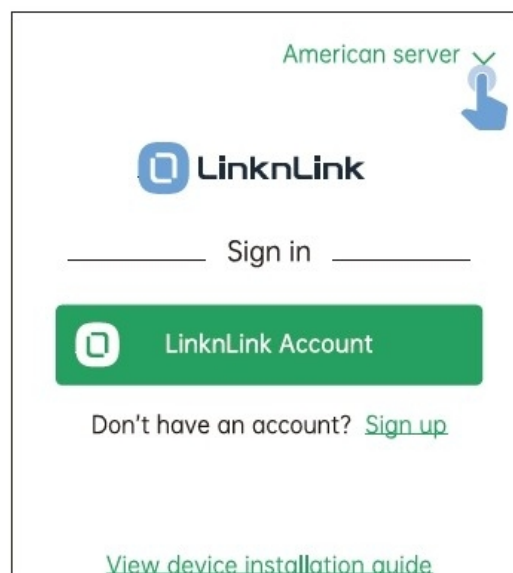 American server
LinknLink
Sign in
LinknLink Account
Don't have an account? Sign up
View device installation guide